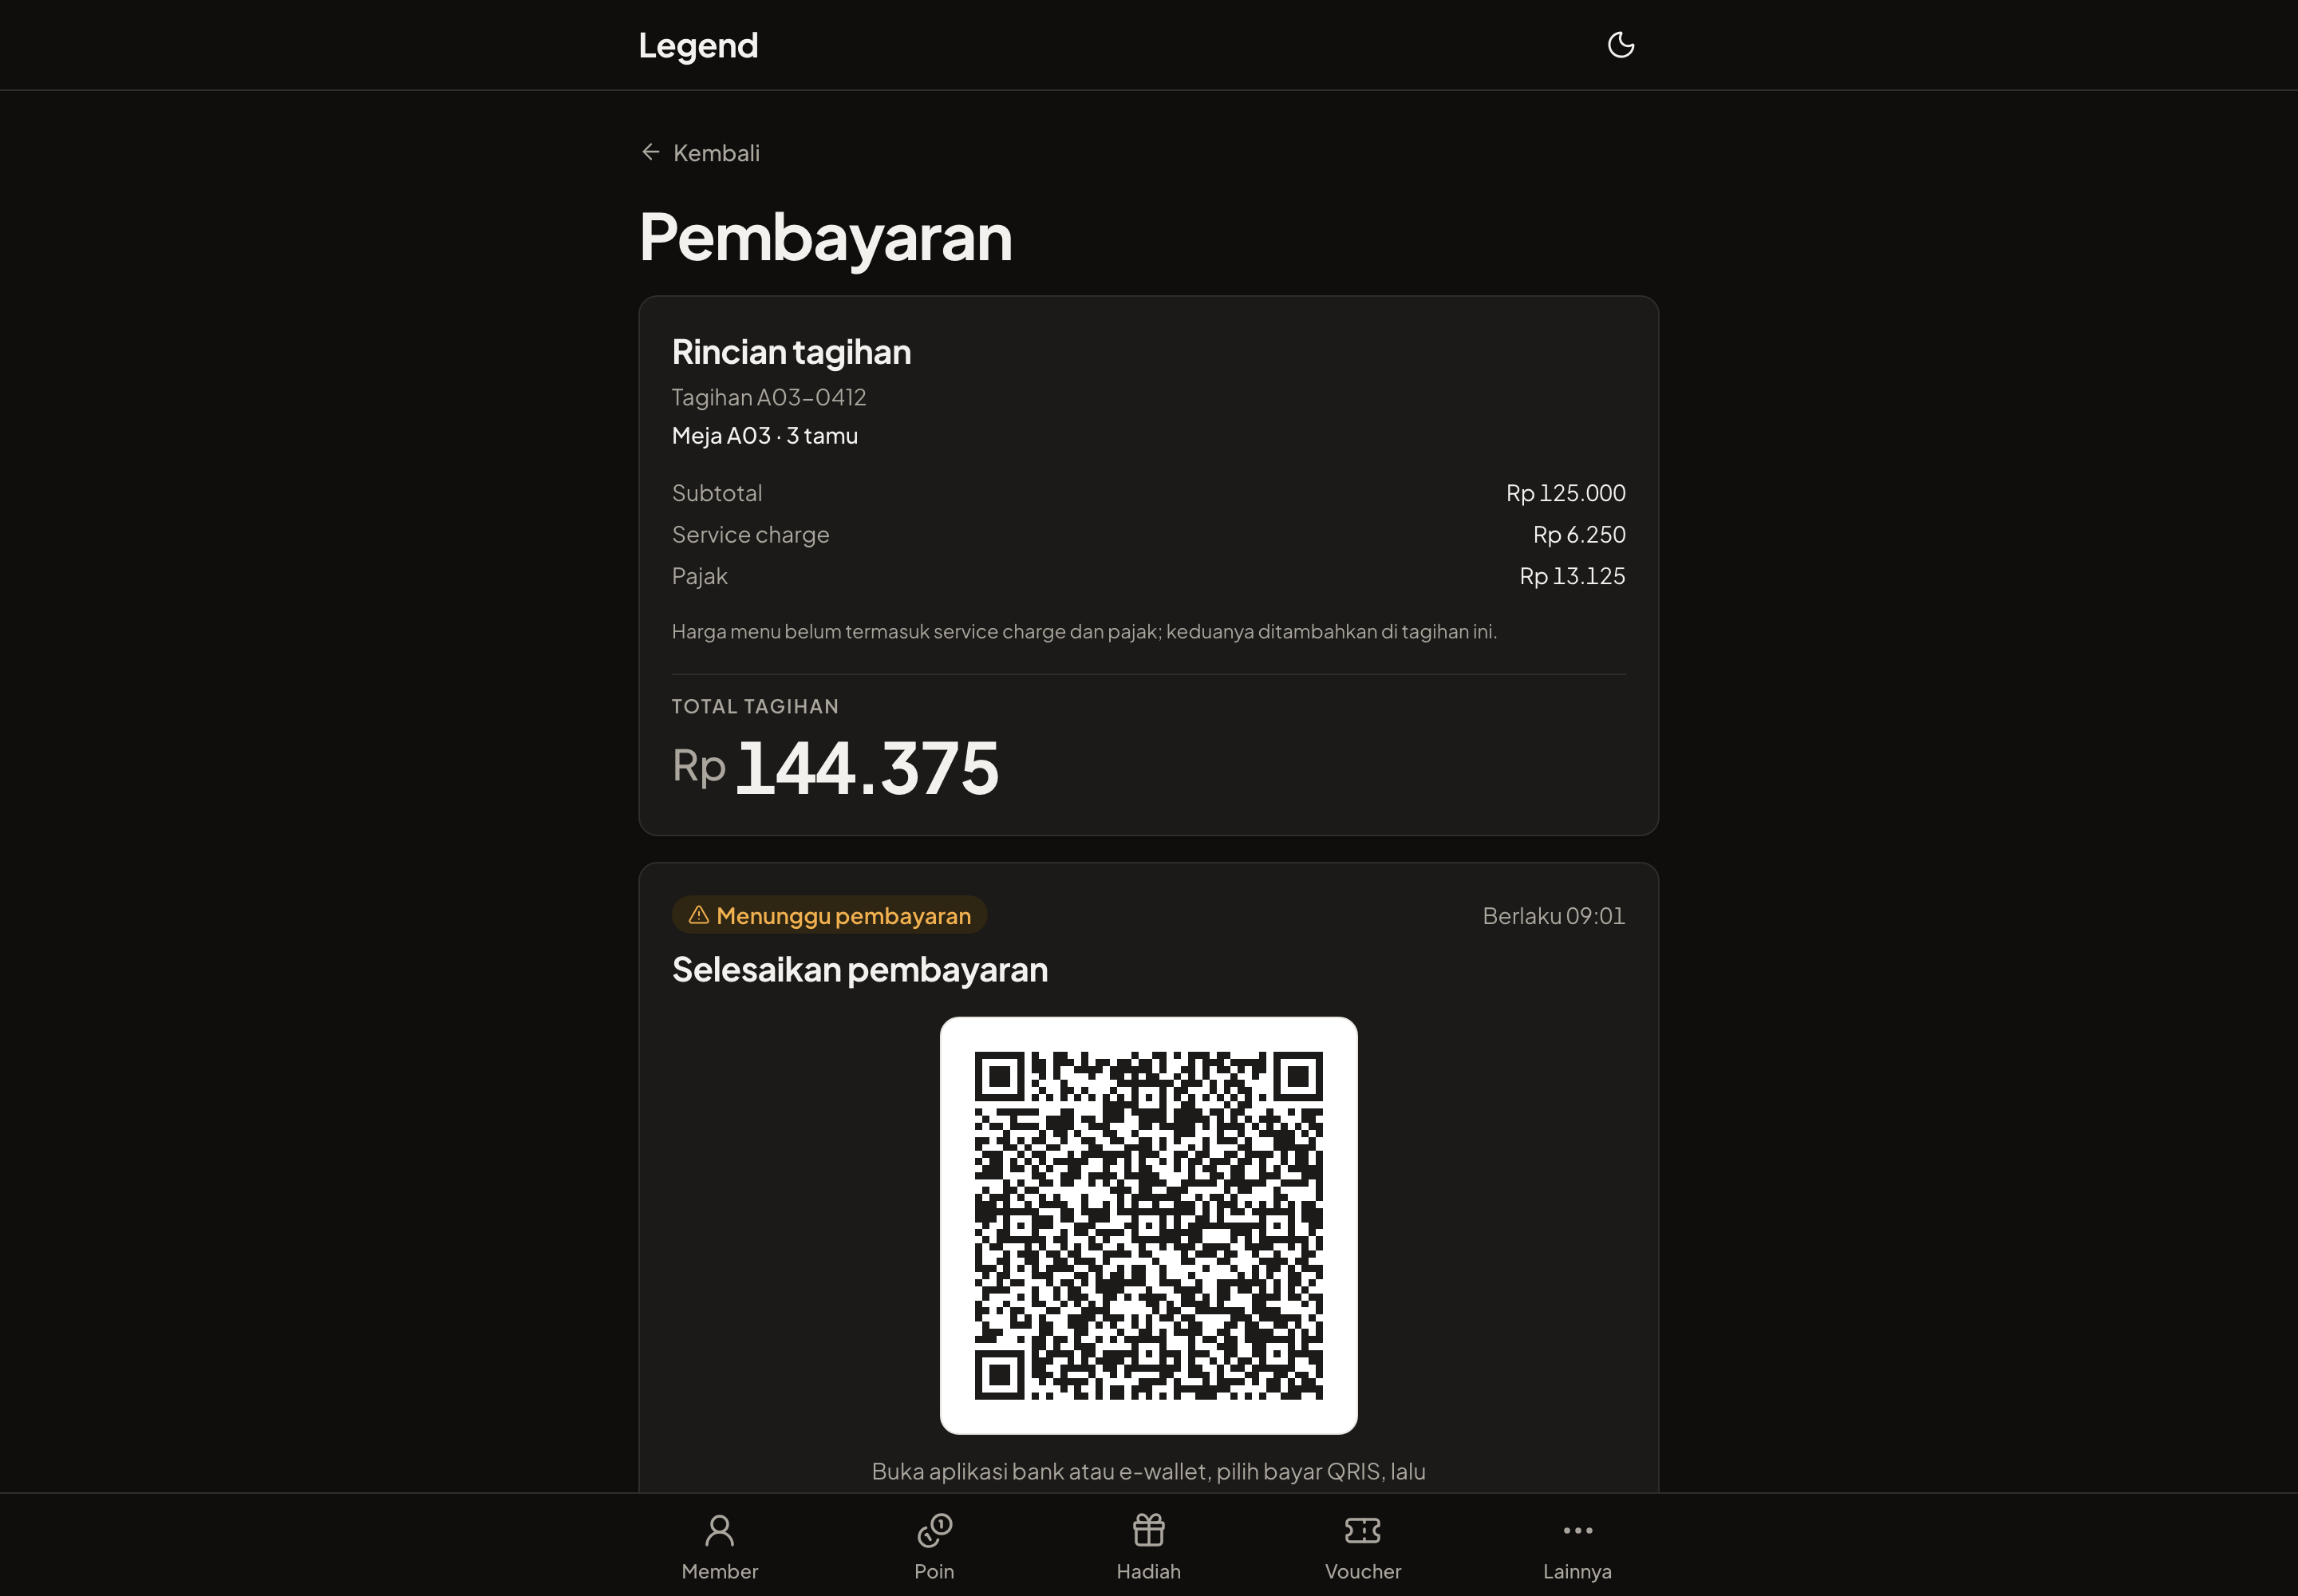 Legend
Kembali
Pembayaran
Rincian tagihan
Tagihan A03–0412
Meja A03 · 3 tamu
Subtotal Rp 125.000
Service charge Rp 6.250
Pajak Rp 13.125
Harga menu belum termasuk service charge dan pajak; keduanya ditambahkan di tagihan ini.
TOTAL TAGIHAN
Rp 144.375
Menunggu pembayaran Berlaku 09:01
Selesaikan pembayaran
Buka aplikasi bank atau e-wallet, pilih bayar QRIS, lalu
Member Poin Hadiah Voucher Lainnya